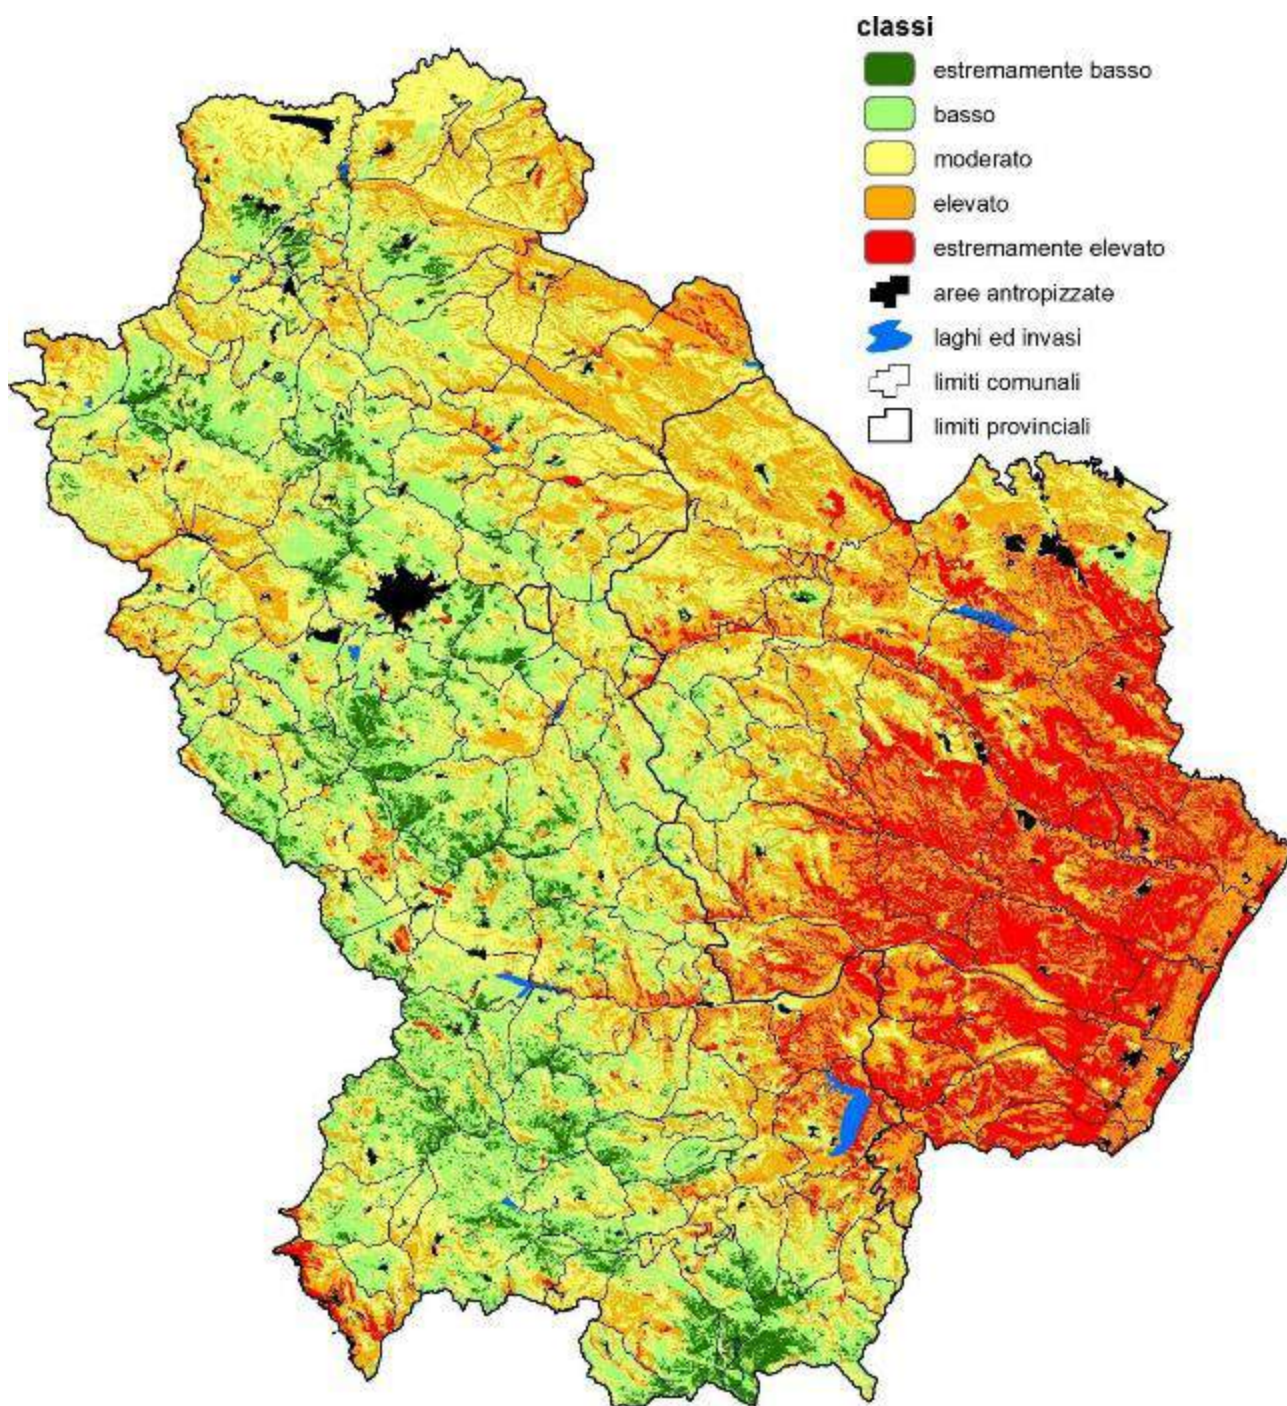 classi
estremamente basso
basso
moderato
elevato
estremamente elevato
aree antropizzate
laghi ed invasi
limiti comunali
limiti provinciali